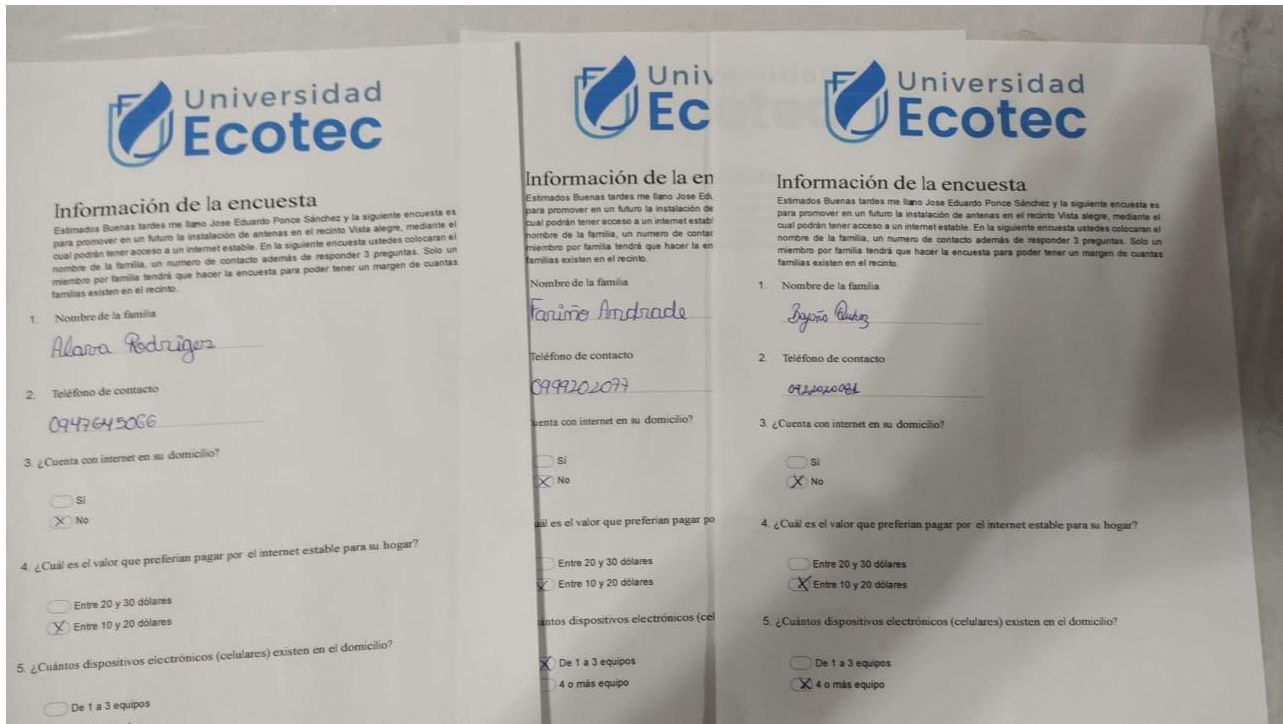 Universidad
Ecotec
Información de la encuesta
Estimados Buenas tardes me llamo Jose Eduardo Ponce Sánchez y la siguiente encuesta es
para promover en un futuro la instalación de antenas en el recinto Vista alegre, mediante el
cual podrán tener acceso a un internet estable. En la siguiente encuesta ustedes colocaran el
nombre de la familia, un numero de contacto además de responder 3 preguntas. Solo un
miembro por familia tendrá que hacer la encuesta para poder tener un margen de cuantas
familias existen en el recinto.
1. Nombre de la familia
Alava Rodriguez
2. Teléfono de contacto
0947645066
3. ¿Cuenta con internet en su domicilio?
Si
X No
4. ¿Cuál es el valor que preferian pagar por el internet estable para su hogar?
Entre 20 y 30 dólares
X Entre 10 y 20 dólares
5. ¿Cuántos dispositivos electrónicos (celulares) existen en el domicilio?
De 1 a 3 equipos
Univ
Ec
Información de la en
Estimados Buenas tardes me llamo Jose Edu
para promover en un futuro la instalación de
cual podrán tener acceso a un internet establ
nombre de la familia, un numero de contac
miembro por familia tendrá que hacer la en
familias existen en el recinto.
Nombre de la familia
Fariño Andrade
Teléfono de contacto
0999202077
uenta con internet en su domicilio?
Si
X No
uál es el valor que preferian pagar po
Entre 20 y 30 dólares
X Entre 10 y 20 dólares
ántos dispositivos electrónicos (cel
X De 1 a 3 equipos
4 o más equipo
Universidad
Ecotec
Información de la encuesta
Estimados Buenas tardes me llamo Jose Eduardo Ponce Sánchez y la siguiente encuesta es
para promover en un futuro la instalación de antenas en el recinto Vista alegre, mediante el
cual podrán tener acceso a un internet estable. En la siguiente encuesta ustedes colocaran el
nombre de la familia, un numero de contacto además de responder 3 preguntas. Solo un
miembro por familia tendrá que hacer la encuesta para poder tener un margen de cuantas
familias existen en el recinto.
1. Nombre de la familia
2. Teléfono de contacto
3. ¿Cuenta con internet en su domicilio?
Si
X No
4. ¿Cuál es el valor que preferian pagar por el internet estable para su hogar?
Entre 20 y 30 dólares
X Entre 10 y 20 dólares
5. ¿Cuántos dispositivos electrónicos (celulares) existen en el domicilio?
De 1 a 3 equipos
X 4 o más equipo